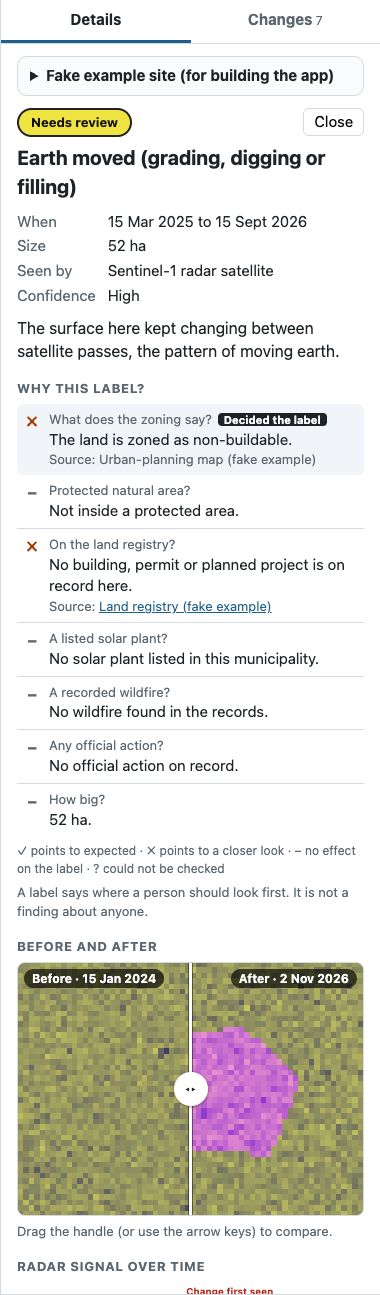 Details
Changes 7
▶ Fake example site (for building the app)
Needs review
Close
Earth moved (grading, digging or
filling)
When 15 Mar 2025 to 15 Sept 2026
Size 52 ha
Seen by Sentinel-1 radar satellite
Confidence High
The surface here kept changing between
satellite passes, the pattern of moving earth.
WHY THIS LABEL?
✕ What does the zoning say? Decided the label
The land is zoned as non-buildable.
Source: Urban-planning map (fake example)
– Protected natural area?
Not inside a protected area.
✕ On the land registry?
No building, permit or planned project is on
record here.
Source: Land registry (fake example)
– A listed solar plant?
No solar plant listed in this municipality.
– A recorded wildfire?
No wildfire found in the records.
– Any official action?
No official action on record.
– How big?
52 ha.
✓ points to expected · ✕ points to a closer look · – no effect
on the label · ? could not be checked
A label says where a person should look first. It is not a
finding about anyone.
BEFORE AND AFTER
Before · 15 Jan 2024
After · 2 Nov 2026
Drag the handle (or use the arrow keys) to compare.
RADAR SIGNAL OVER TIME
Change first seen